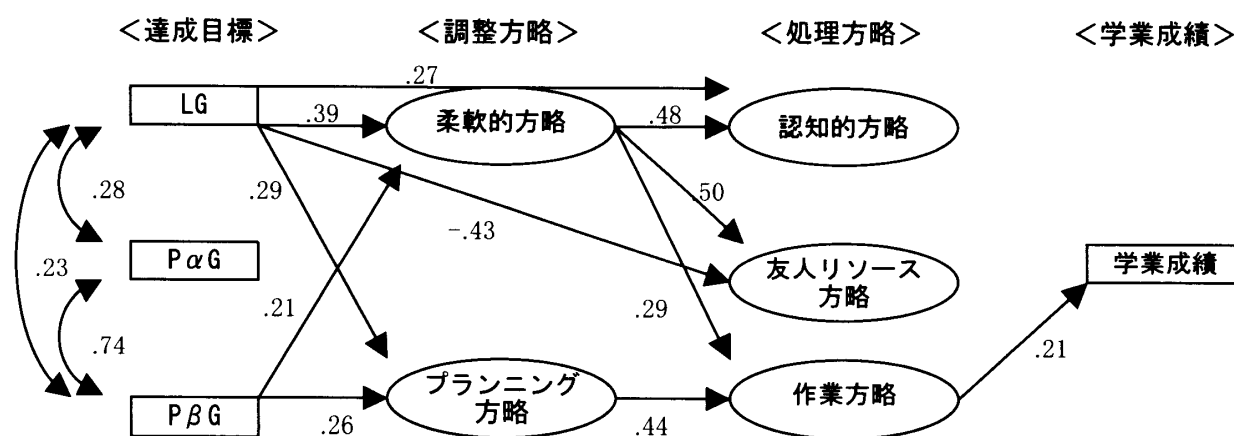 ＜達成目標＞
＜調整方略＞
＜処理方略＞
＜学業成績＞
.27
LG
.39
柔軟的方略
.48
認知的方略
.28
.29
-.43
.50
PαG
.23
.21
友人リソース
方略
.29
学業成績
.74
.21
PβG
.26
プランニング
方略
.44
作業方略